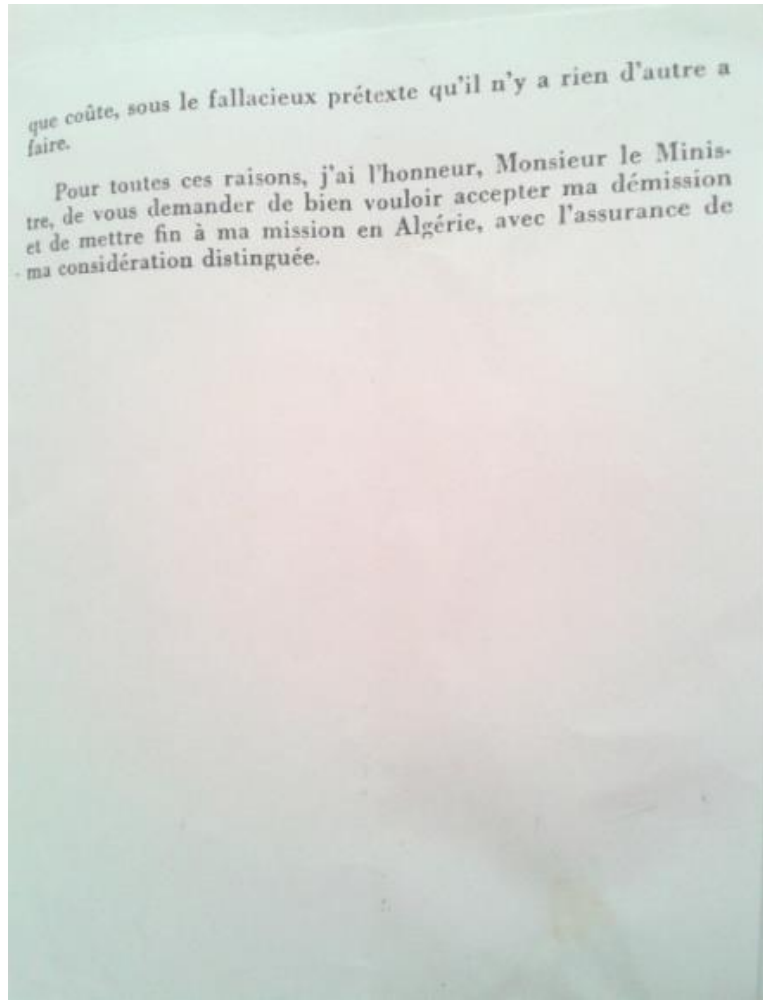 que coûte, sous le fallacieux prétexte qu'il n'y a rien d'autre a
faire.
Pour toutes ces raisons, j'ai l'honneur, Monsieur le Minis-
tre, de vous demander de bien vouloir accepter ma démission
et de mettre fin à ma mission en Algérie, avec l'assurance de
ma considération distinguée.